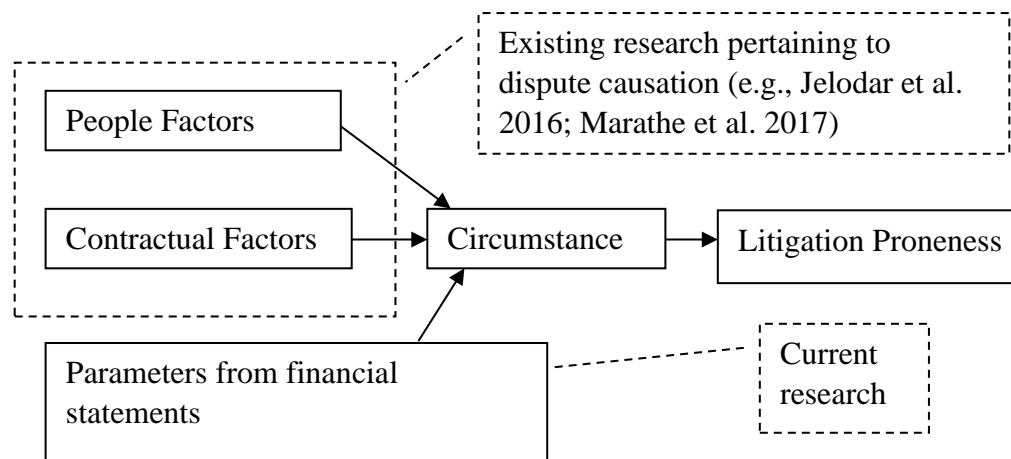 Existing research pertaining to
dispute causation (e.g., Jelodar et al.
2016; Marathe et al. 2017)
People Factors
Contractual Factors
Circumstance
Litigation Proneness
Parameters from financial
statements
Current
research